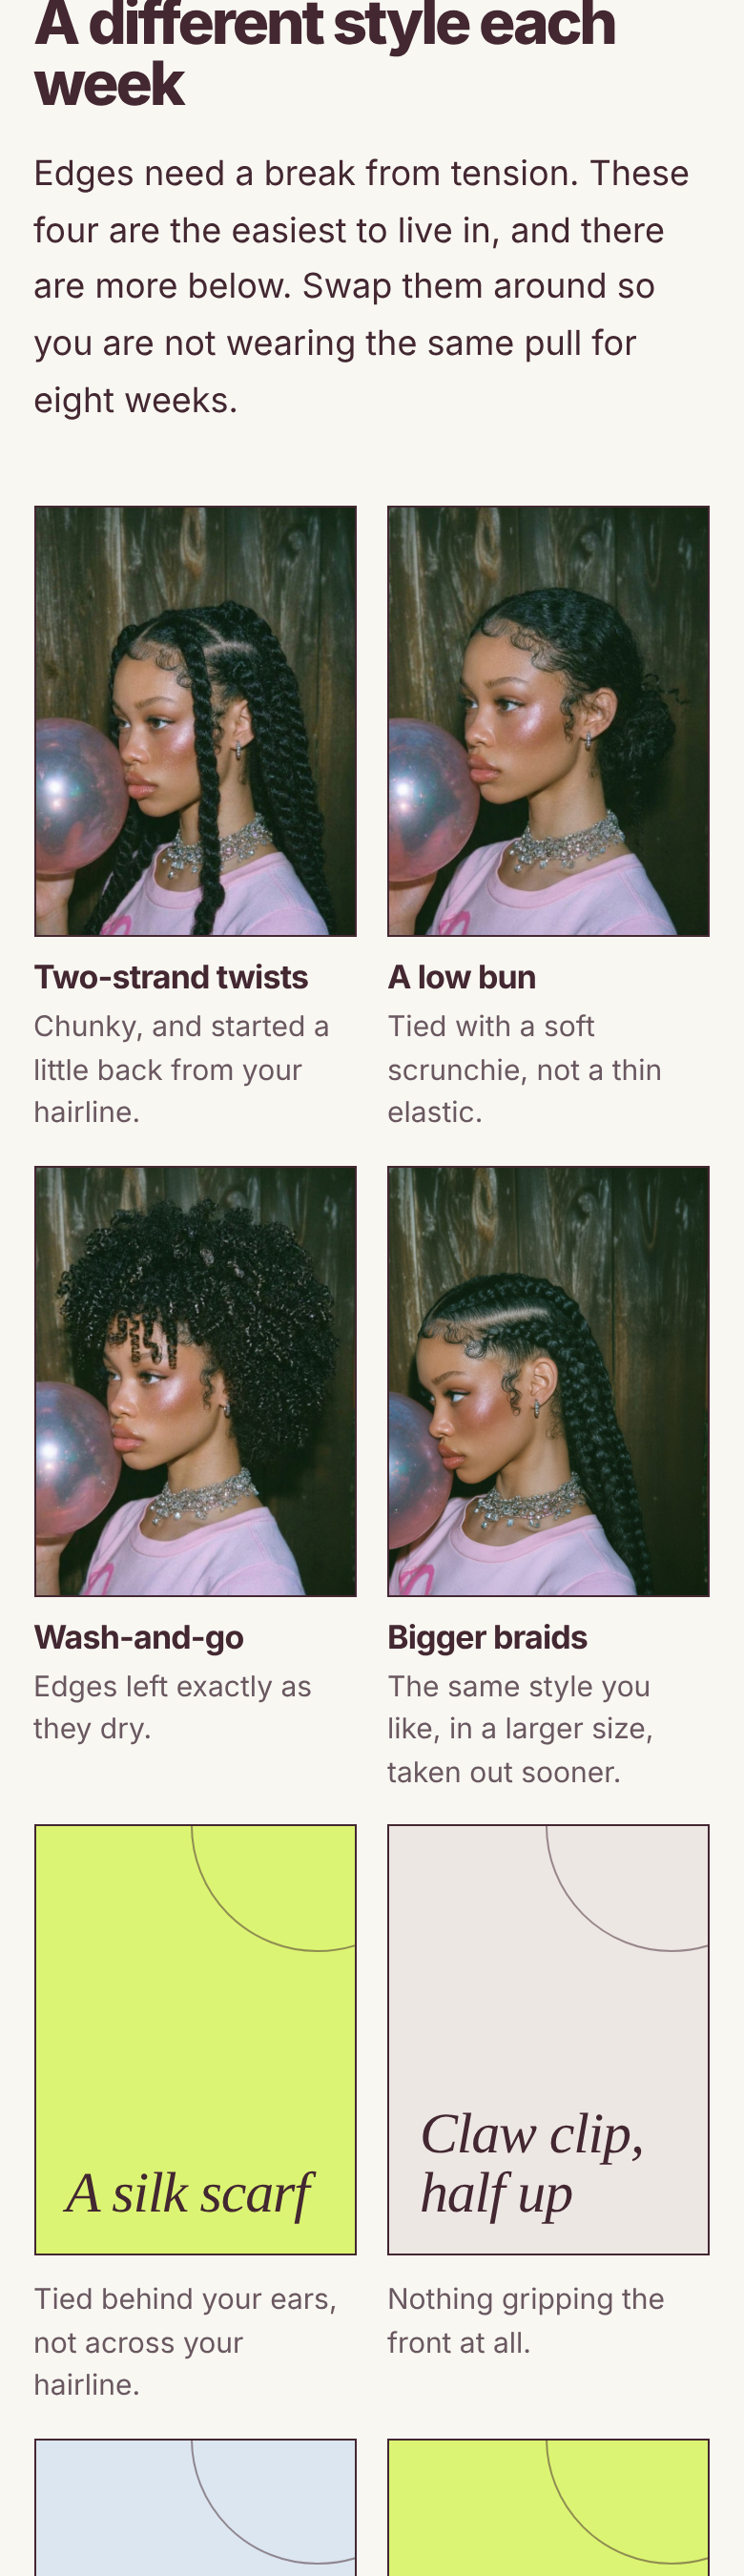 A different style each
week
Edges need a break from tension. These
four are the easiest to live in, and there
are more below. Swap them around so
you are not wearing the same pull for
eight weeks.
Two-strand twists
Chunky, and started a
little back from your
hairline.
A low bun
Tied with a soft
scrunchie, not a thin
elastic.
Wash-and-go
Edges left exactly as
they dry.
Bigger braids
The same style you
like, in a larger size,
taken out sooner.
A silk scarf
Tied behind your ears,
not across your
hairline.
Claw clip,
half up
Nothing gripping the
front at all.